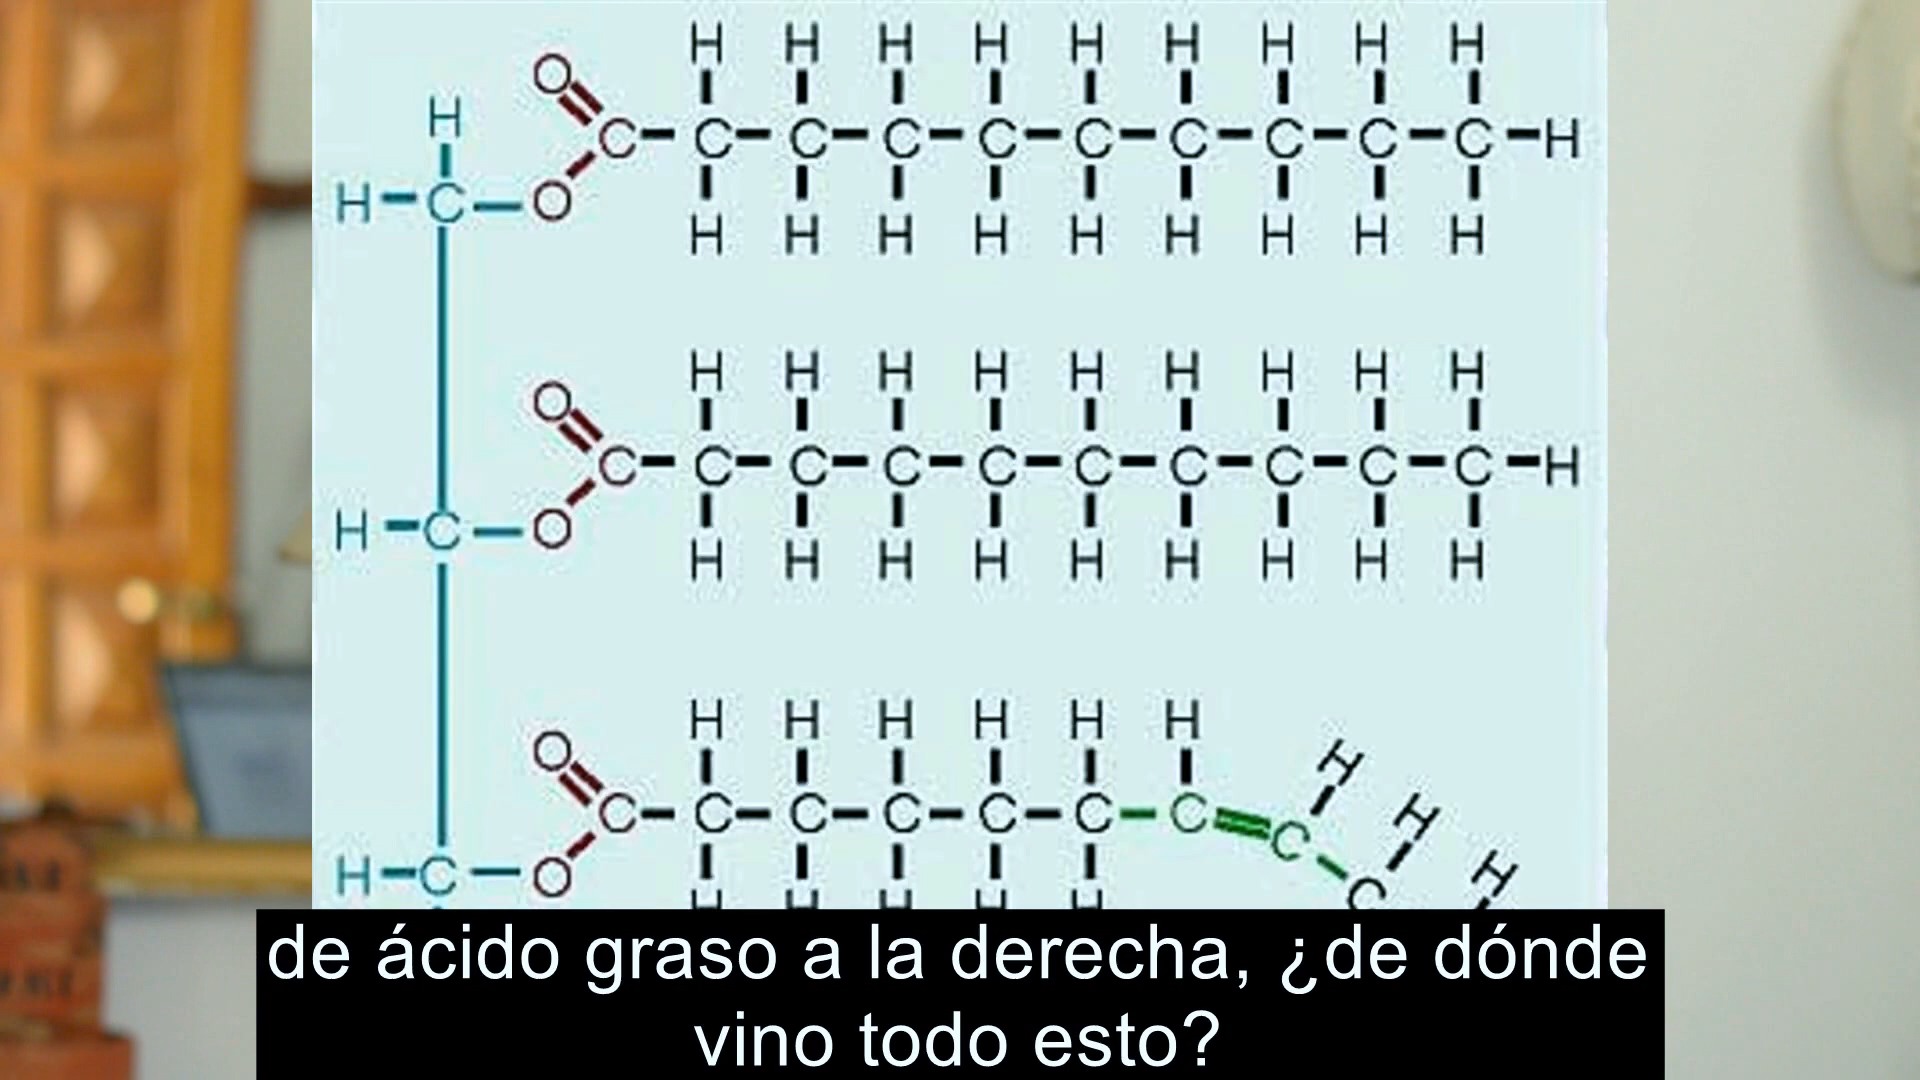 H H H H H H H H H
O
H
C C C C C C C C C C H
H C O
H H H H H H H H H
H H H H H H H H H
O
C C C C C C C C C C H
H C O
H H H H H H H H H
H H H H H H
O H
H
C C C C C C C C H
H C O C
de ácido graso a la derecha, ¿de dónde
vino todo esto?